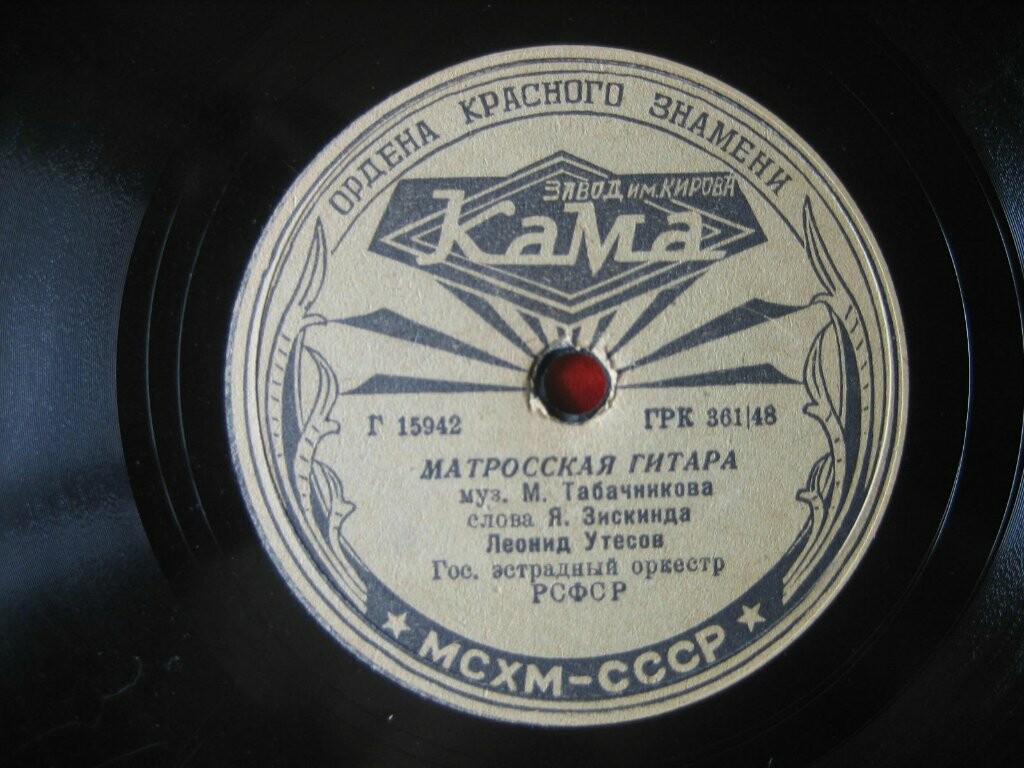 ОРДЕНА КРАСНОГО ЗНАМЕНИ
ЗАВОД ИМ. КИРОВА
КаМа
Г 15942
ГРК 361|48
МАТРОССКАЯ ГИТАРА
муз. М. Табачникова
слова Я. Зискинда
Леонид Утесов
Гос. эстрадный оркестр
РСФСР
★ МСХМ–СССР ★